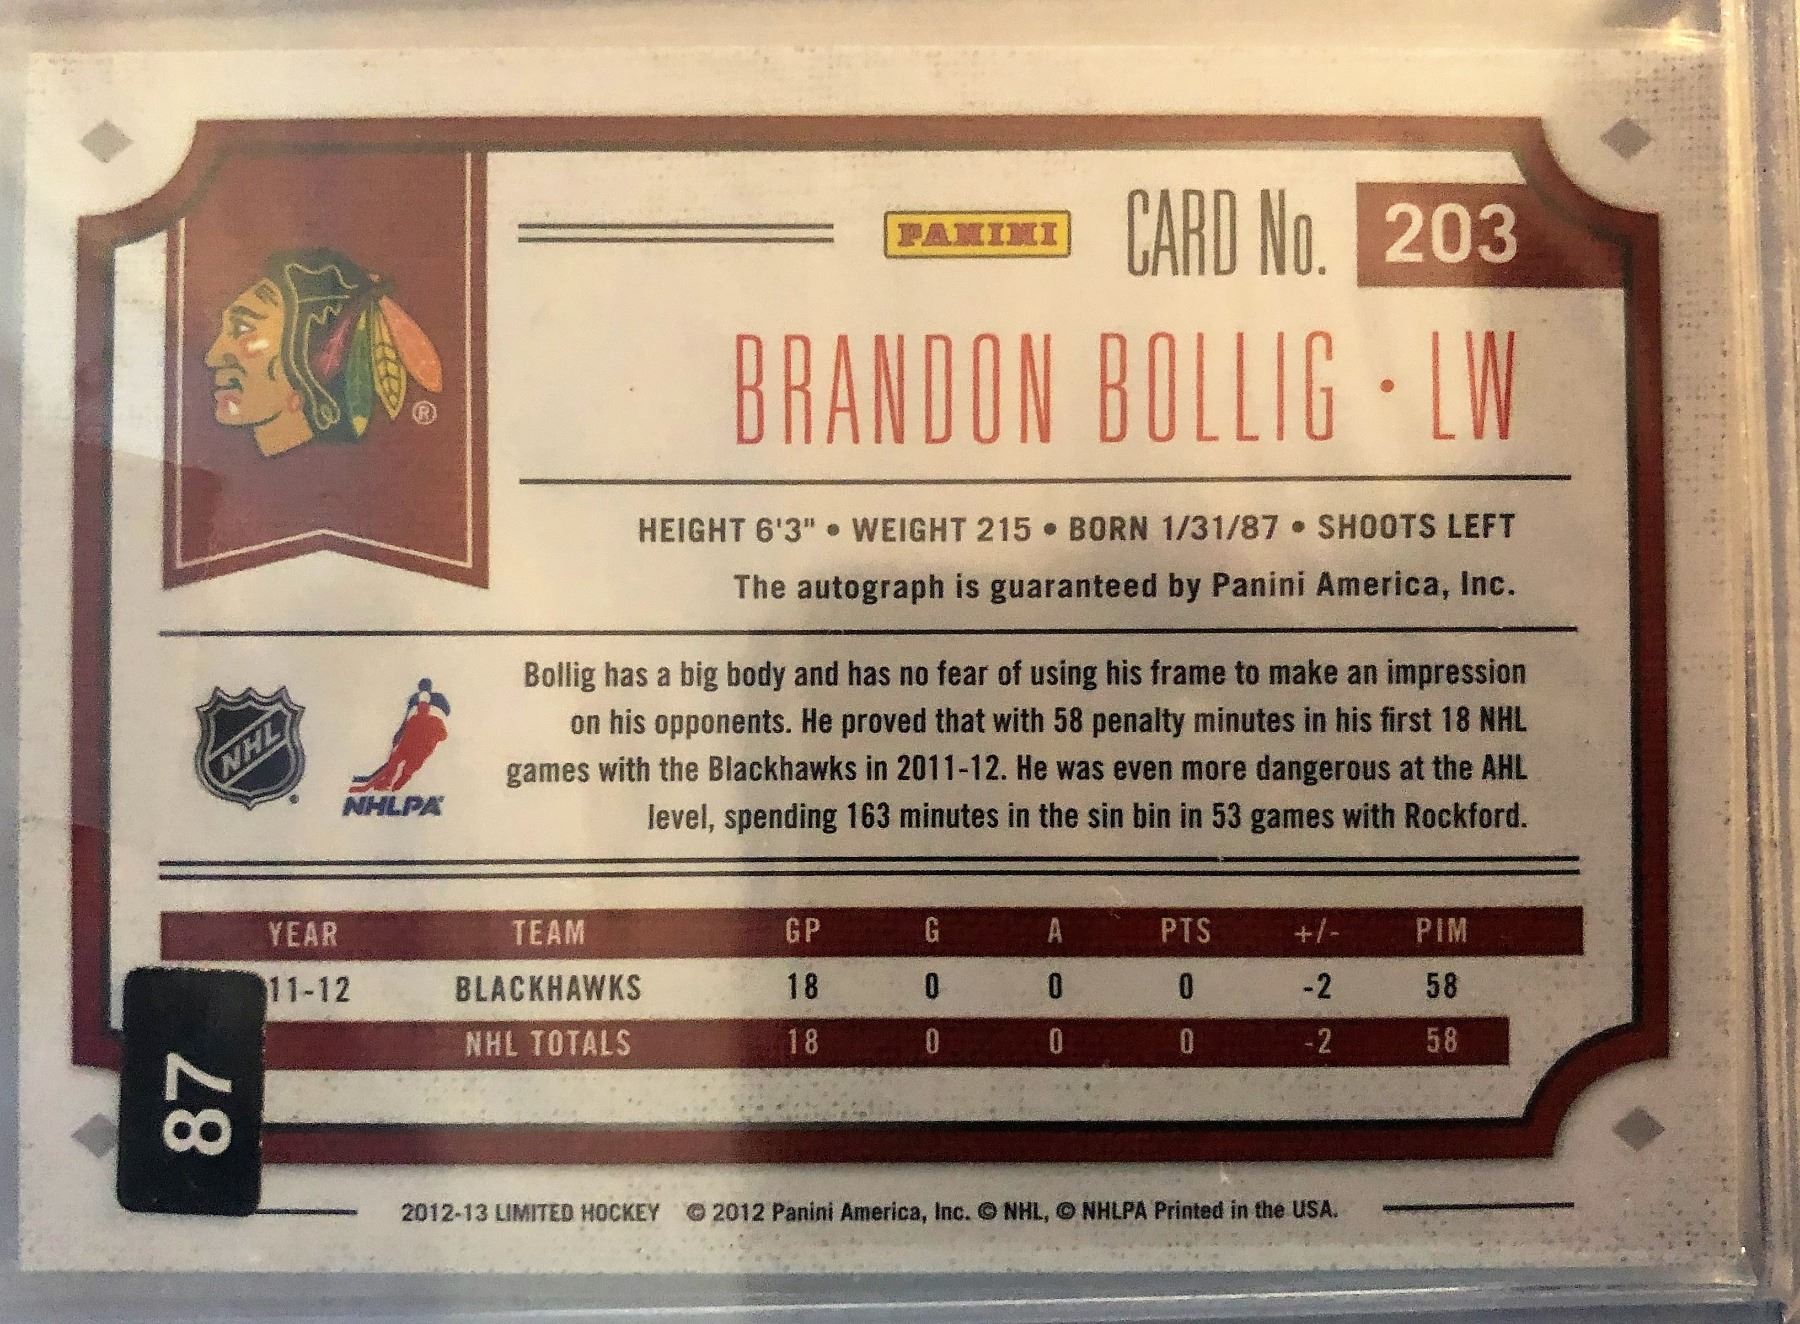 PANINI CARD No. 203
BRANDON BOLLIG • LW
®
HEIGHT 6'3" • WEIGHT 215 • BORN 1/31/87 • SHOOTS LEFT
The autograph is guaranteed by Panini America, Inc.
Bollig has a big body and has no fear of using his frame to make an impression
on his opponents. He proved that with 58 penalty minutes in his first 18 NHL
games with the Blackhawks in 2011-12. He was even more dangerous at the AHL
level, spending 163 minutes in the sin bin in 53 games with Rockford.
NHL
NHLPA
YEAR TEAM GP G A PTS +/- PIM
11-12 BLACKHAWKS 18 0 0 0 -2 58
NHL TOTALS 18 0 0 0 -2 58
87
2012-13 LIMITED HOCKEY © 2012 Panini America, Inc. © NHL, © NHLPA Printed in the USA.